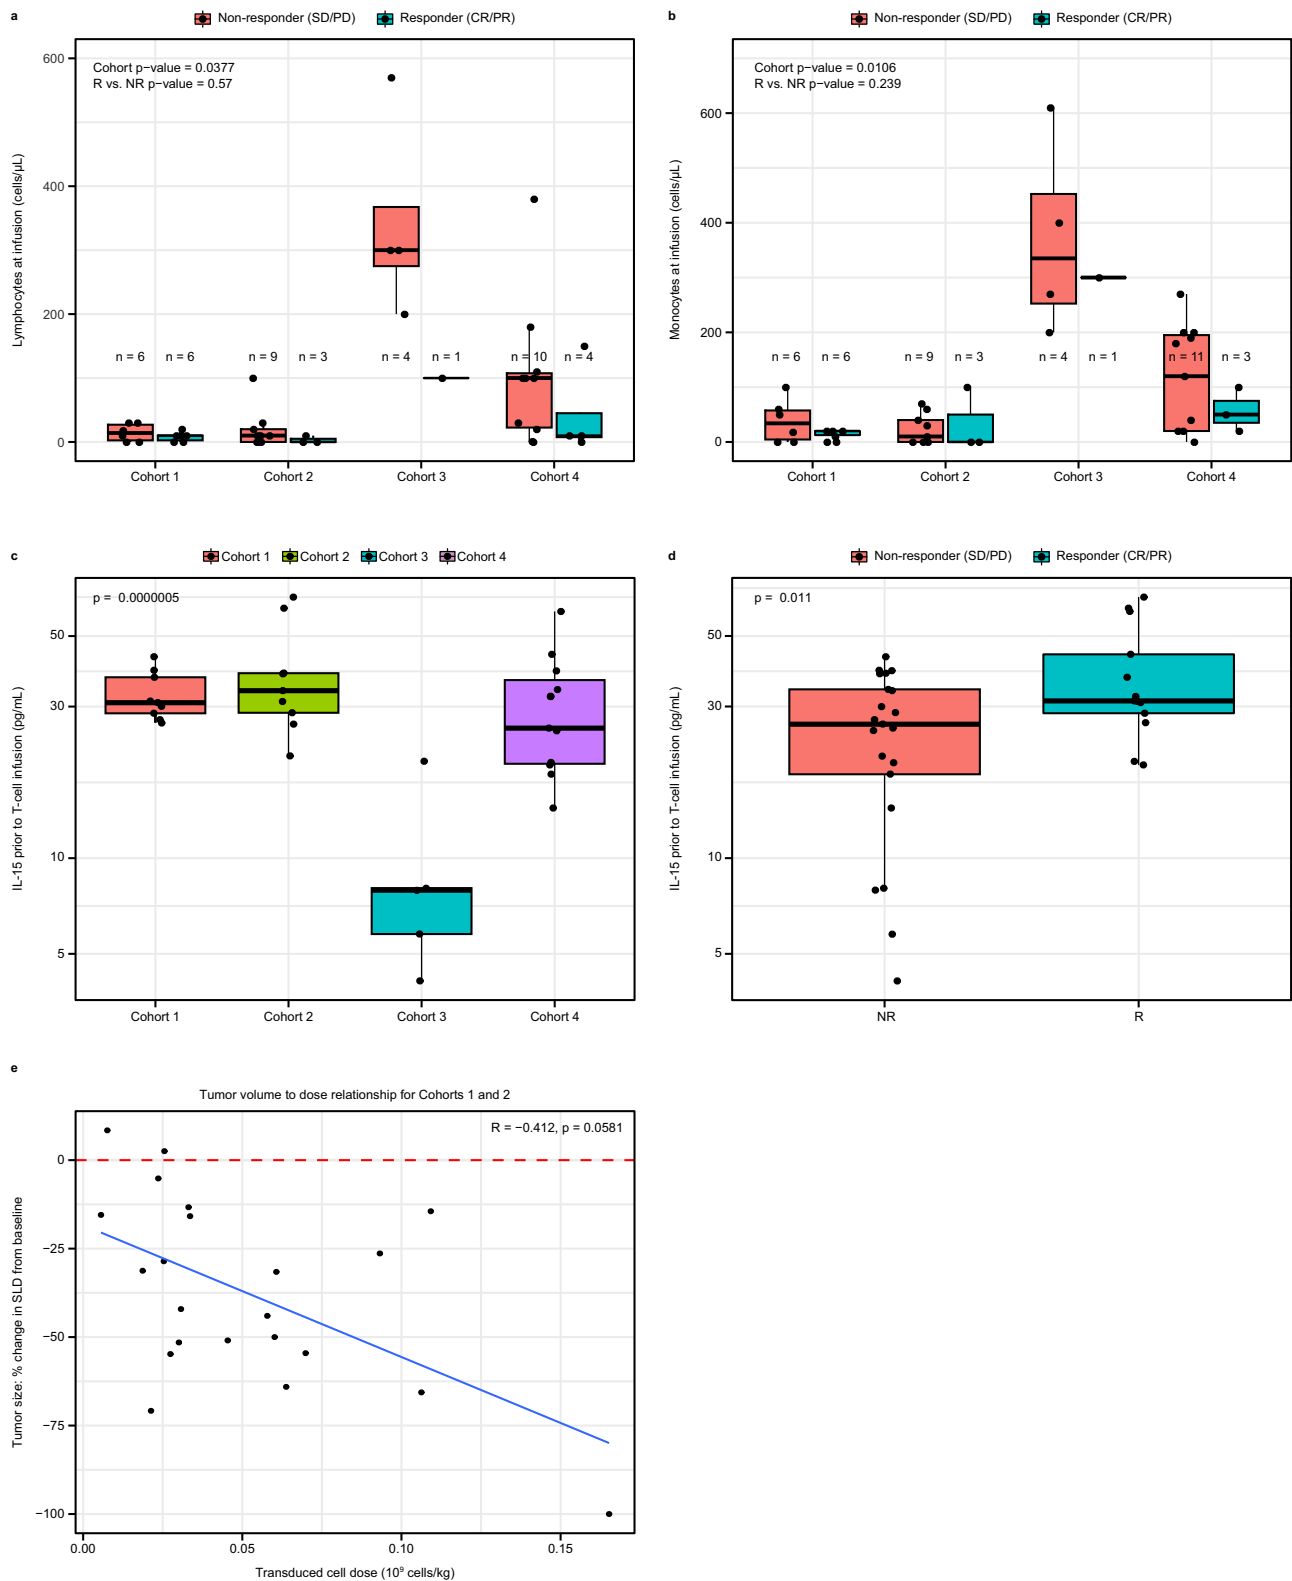 a
Non-responder (SD/PD)
Responder (CR/PR)
600
400
200
0
Lymphocytes at infusion (cells/µL)
Cohort p−value = 0.0377
R vs. NR p−value = 0.57
n = 6
n = 6
n = 9
n = 3
n = 4
n = 1
n = 10
n = 4
Cohort 1
Cohort 2
Cohort 3
Cohort 4
b
Non-responder (SD/PD)
Responder (CR/PR)
600
400
200
0
Monocytes at infusion (cells/µL)
Cohort p−value = 0.0106
R vs. NR p−value = 0.239
n = 6
n = 6
n = 9
n = 3
n = 4
n = 1
n = 11
n = 3
Cohort 1
Cohort 2
Cohort 3
Cohort 4
c
Cohort 1
Cohort 2
Cohort 3
Cohort 4
50
30
10
5
IL-15 prior to T-cell infusion (pg/mL)
p = 0.0000005
Cohort 1
Cohort 2
Cohort 3
Cohort 4
d
Non-responder (SD/PD)
Responder (CR/PR)
50
30
10
5
IL-15 prior to T-cell infusion (pg/mL)
p = 0.011
NR
R
e
Tumor volume to dose relationship for Cohorts 1 and 2
R = −0.412, p = 0.0581
0
−25
−50
−75
−100
Tumor size: % change in SLD from baseline
0.00
0.05
0.10
0.15
Transduced cell dose (10⁹ cells/kg)